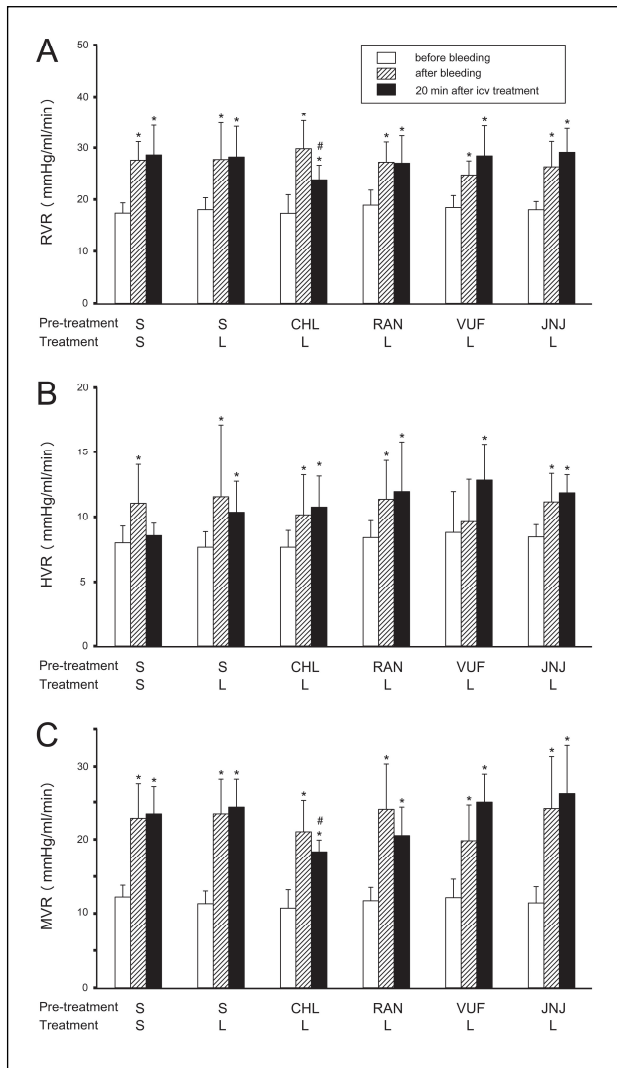 A
before bleeding
after bleeding
20 min after icv treatment
RVR ( mmHg/ml/min)
50
40
30
20
10
0
* * * * * # * * * * * * *
Pre-treatment S S CHL RAN VUF JNJ
Treatment S L L L L L
B
HVR ( mmHg/ml/min)
20
15
10
5
0
* * * * * * * * * *
Pre-treatment S S CHL RAN VUF JNJ
Treatment S L L L L L
C
MVR ( mmHg/ml/min)
30
20
10
0
* * * * * # * * * * * * *
Pre-treatment S S CHL RAN VUF JNJ
Treatment S L L L L L